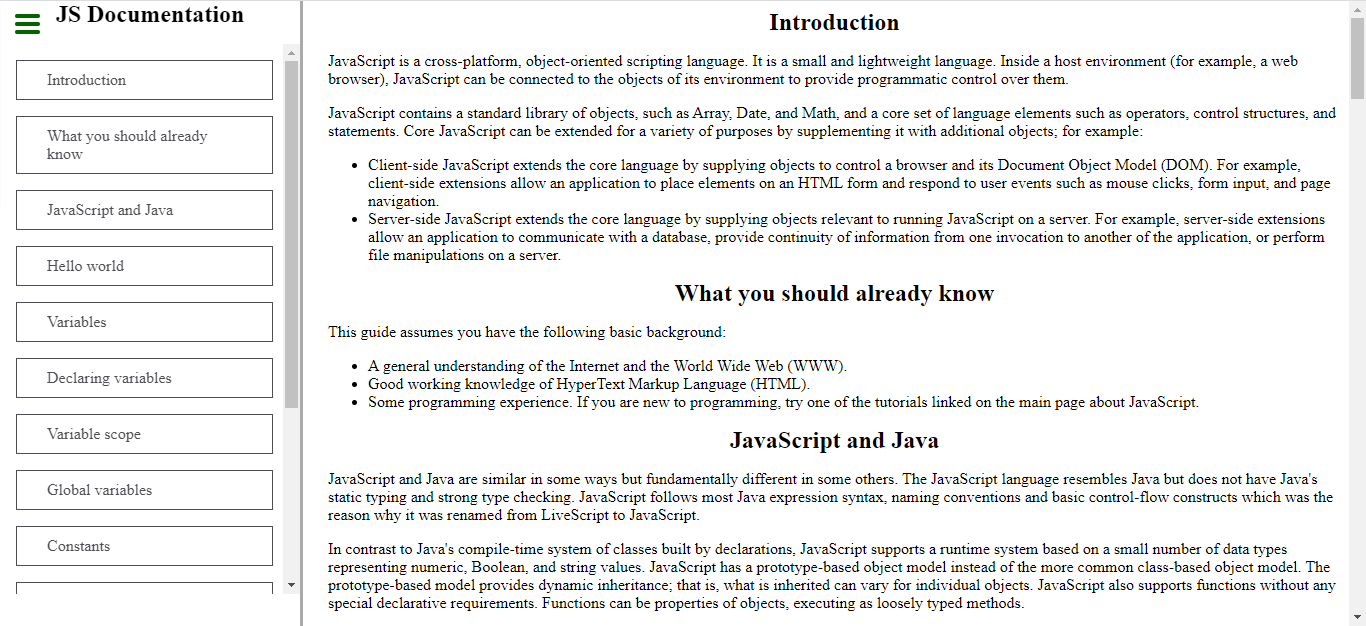 JS Documentation
Introduction
What you should already
know
JavaScript and Java
Hello world
Variables
Declaring variables
Variable scope
Global variables
Constants
Introduction
JavaScript is a cross-platform, object-oriented scripting language. It is a small and lightweight language. Inside a host environment (for example, a web
browser), JavaScript can be connected to the objects of its environment to provide programmatic control over them.
JavaScript contains a standard library of objects, such as Array, Date, and Math, and a core set of language elements such as operators, control structures, and
statements. Core JavaScript can be extended for a variety of purposes by supplementing it with additional objects; for example:
• Client-side JavaScript extends the core language by supplying objects to control a browser and its Document Object Model (DOM). For example,
client-side extensions allow an application to place elements on an HTML form and respond to user events such as mouse clicks, form input, and page
navigation.
• Server-side JavaScript extends the core language by supplying objects relevant to running JavaScript on a server. For example, server-side extensions
allow an application to communicate with a database, provide continuity of information from one invocation to another of the application, or perform
file manipulations on a server.
What you should already know
This guide assumes you have the following basic background:
• A general understanding of the Internet and the World Wide Web (WWW).
• Good working knowledge of HyperText Markup Language (HTML).
• Some programming experience. If you are new to programming, try one of the tutorials linked on the main page about JavaScript.
JavaScript and Java
JavaScript and Java are similar in some ways but fundamentally different in some others. The JavaScript language resembles Java but does not have Java's
static typing and strong type checking. JavaScript follows most Java expression syntax, naming conventions and basic control-flow constructs which was the
reason why it was renamed from LiveScript to JavaScript.
In contrast to Java's compile-time system of classes built by declarations, JavaScript supports a runtime system based on a small number of data types
representing numeric, Boolean, and string values. JavaScript has a prototype-based object model instead of the more common class-based object model. The
prototype-based model provides dynamic inheritance; that is, what is inherited can vary for individual objects. JavaScript also supports functions without any
special declarative requirements. Functions can be properties of objects, executing as loosely typed methods.